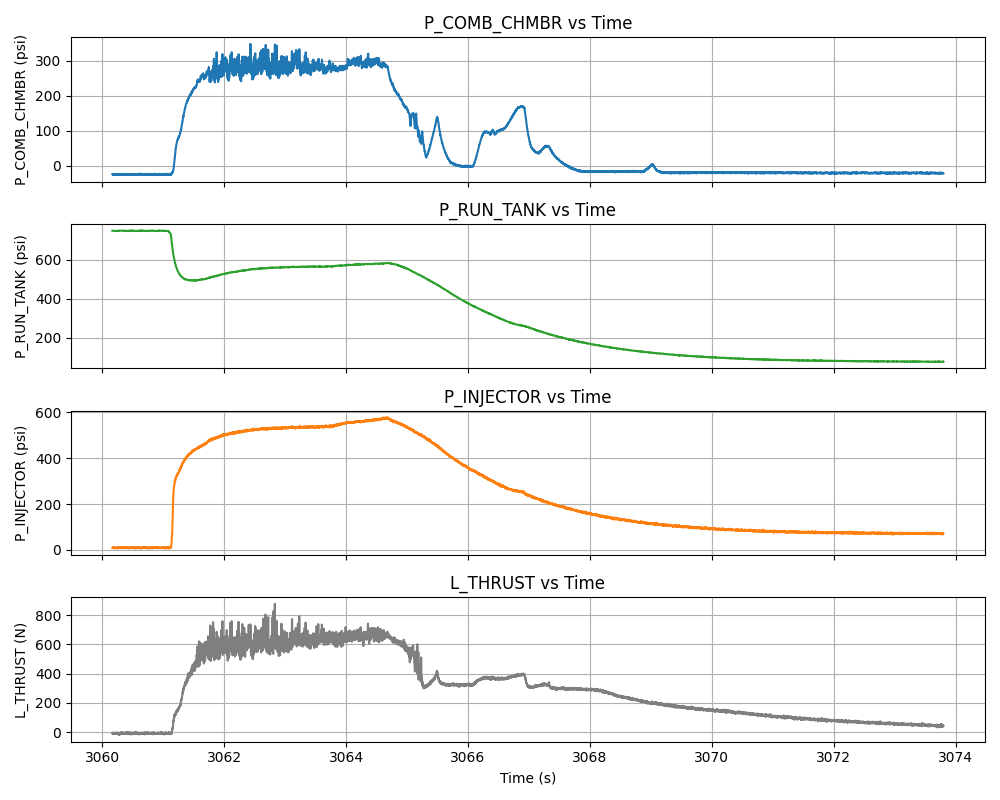 P_COMB_CHMBR vs Time
P_COMB_CHMBR (psi)
300
200
100
0
P_RUN_TANK vs Time
P_RUN_TANK (psi)
600
400
200
P_INJECTOR vs Time
P_INJECTOR (psi)
600
400
200
0
L_THRUST vs Time
L_THRUST (N)
800
600
400
200
0
3060 3062 3064 3066 3068 3070 3072 3074
Time (s)